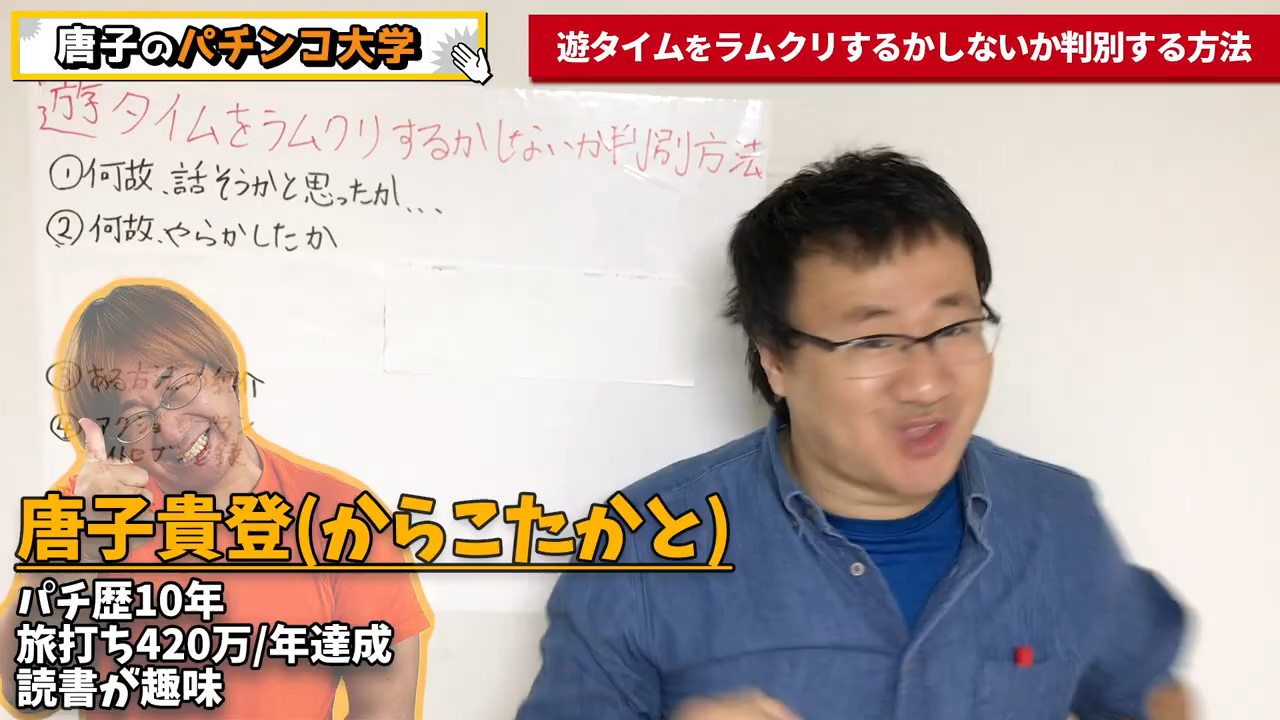 唐子のパチンコ大学
遊タイムをラムクリするかしないか判別する方法
遊タイムをラムクリするかしないか判別方法
①何故、話そうかと思ったか...
②何故、やらかしたか
③ある方法
唐子貴登(からこたかと)
パチ歴10年
旅打ち420万/年達成
読書が趣味